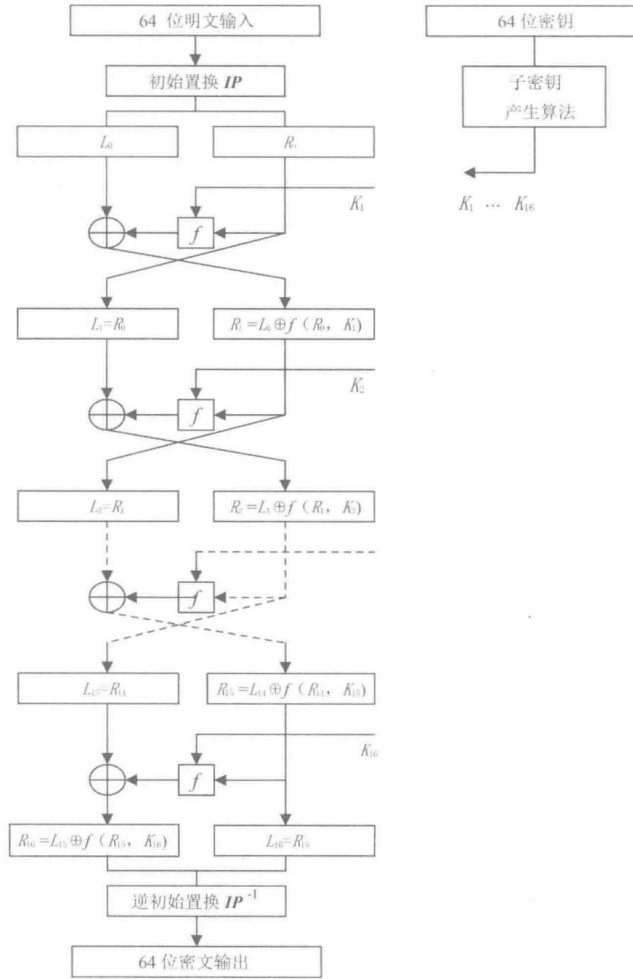 64 位明文输入
64 位密钥
初始置换 IP
子密钥
产生算法
L₀
R₀
K₁
K₁ … K₁₆
f
L₁=R₀
R₁=L₀⊕f（R₀，K₁）
K₂
f
L₂=R₁
R₂=L₁⊕f（R₁，K₂）
f
L₁₅=R₁₄
R₁₅=L₁₄⊕f（R₁₄，K₁₅）
K₁₆
f
R₁₆=L₁₅⊕f（R₁₅，K₁₆）
L₁₆=R₁₅
逆初始置换 IP⁻¹
64 位密文输出